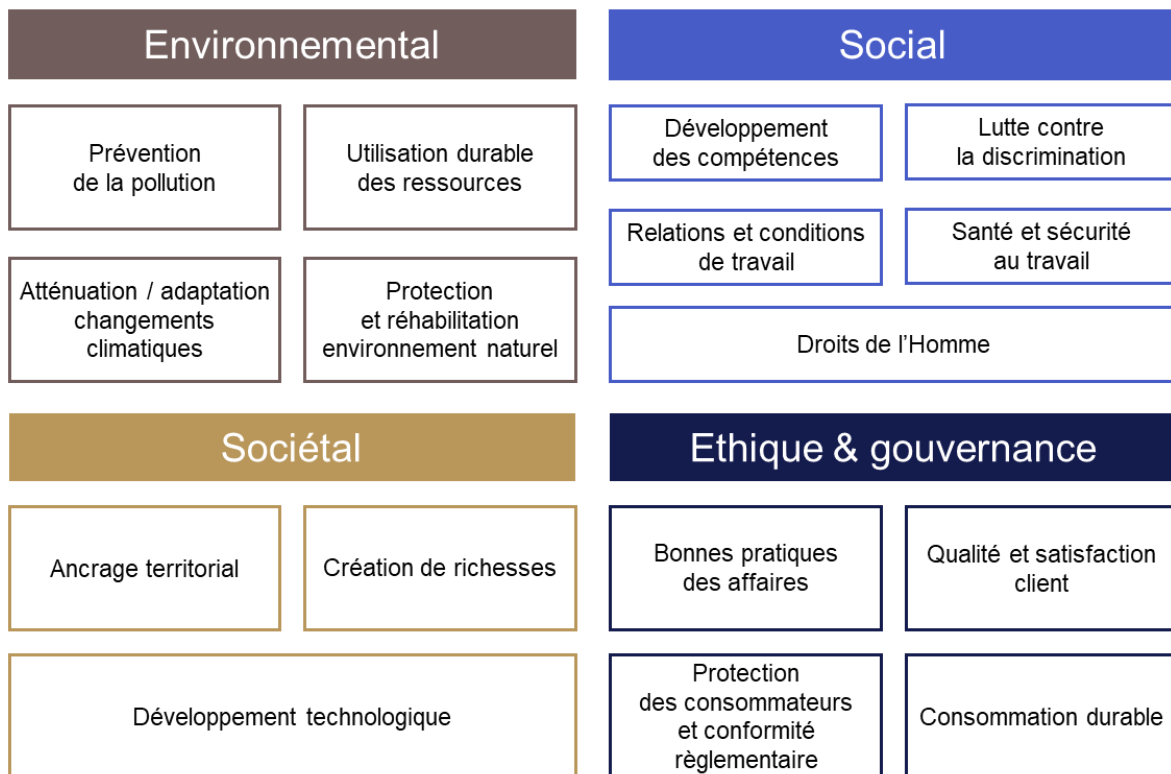 Environnemental
Prévention
de la pollution
Utilisation durable
des ressources
Atténuation / adaptation
changements
climatiques
Protection
et réhabilitation
environnement naturel
Social
Développement
des compétences
Lutte contre
la discrimination
Relations et conditions
de travail
Santé et sécurité
au travail
Droits de l’Homme
Sociétal
Ancrage territorial
Création de richesses
Développement technologique
Ethique & gouvernance
Bonnes pratiques
des affaires
Qualité et satisfaction
client
Protection
des consommateurs
et conformité
règlementaire
Consommation durable